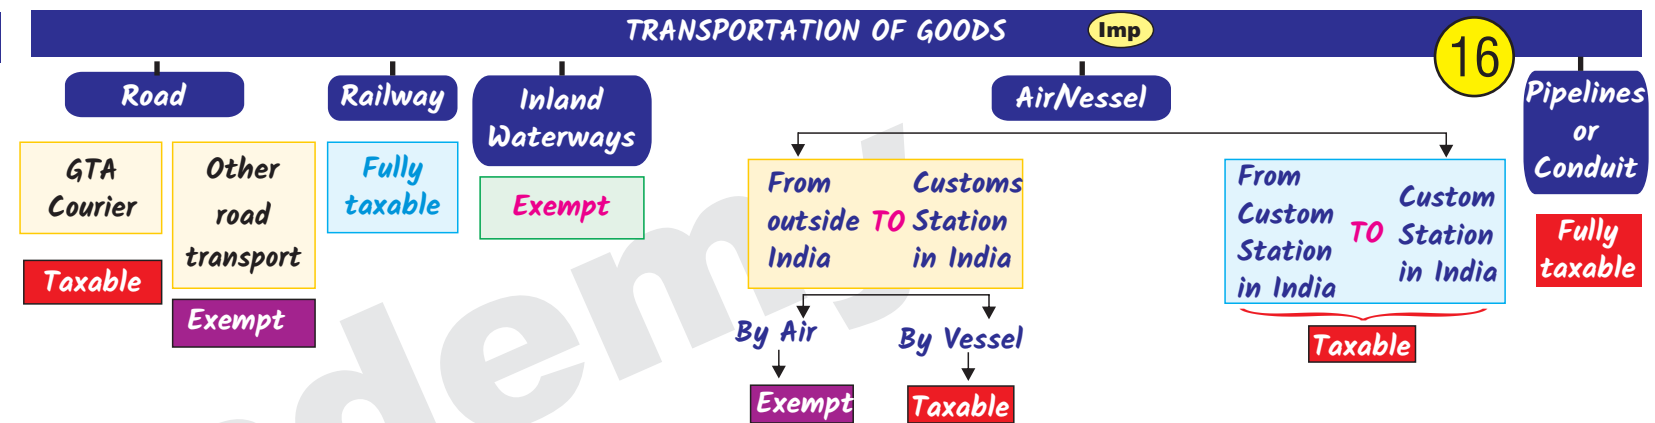 TRANSPORTATION OF GOODS
Imp
16
Road
Railway
Inland
Waterways
Air/Vessel
Pipelines
or
Conduit
GTA
Courier
Taxable
Other
road
transport
Exempt
Fully
taxable
Exempt
From
outside
India
TO
Customs
Station
in India
By Air
Exempt
By Vessel
Taxable
From
Custom
Station
in India
TO
Custom
Station
in India
Taxable
Fully
taxable
demy